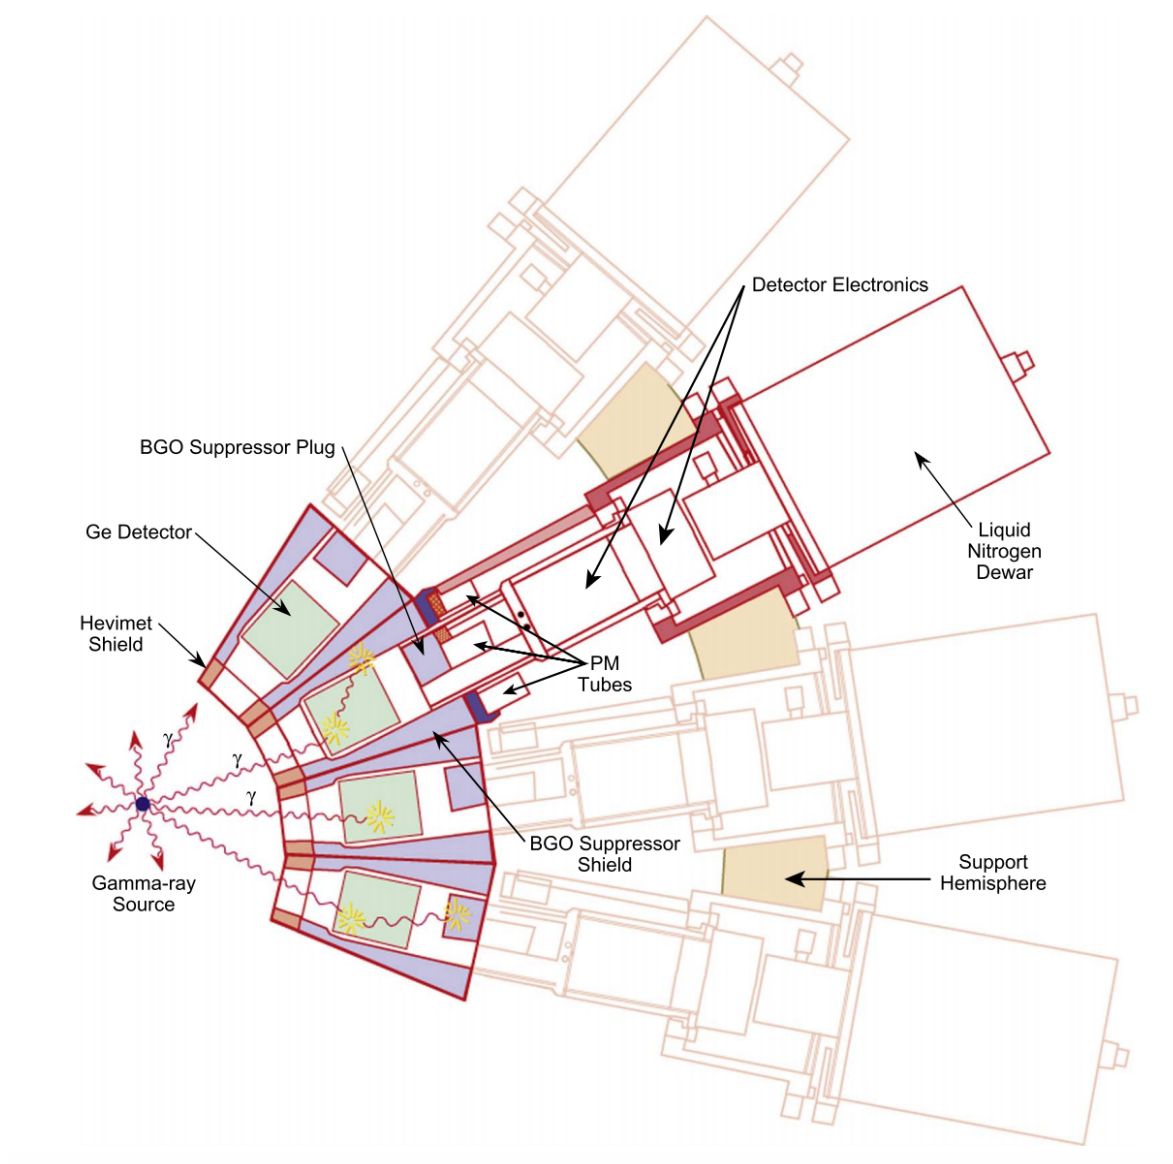 Detector Electronics
BGO Suppressor Plug
Ge Detector
Liquid
Nitrogen
Dewar
Hevimet
Shield
PM
Tubes
γ
γ
γ
BGO Suppressor
Shield
Support
Hemisphere
Gamma-ray
Source